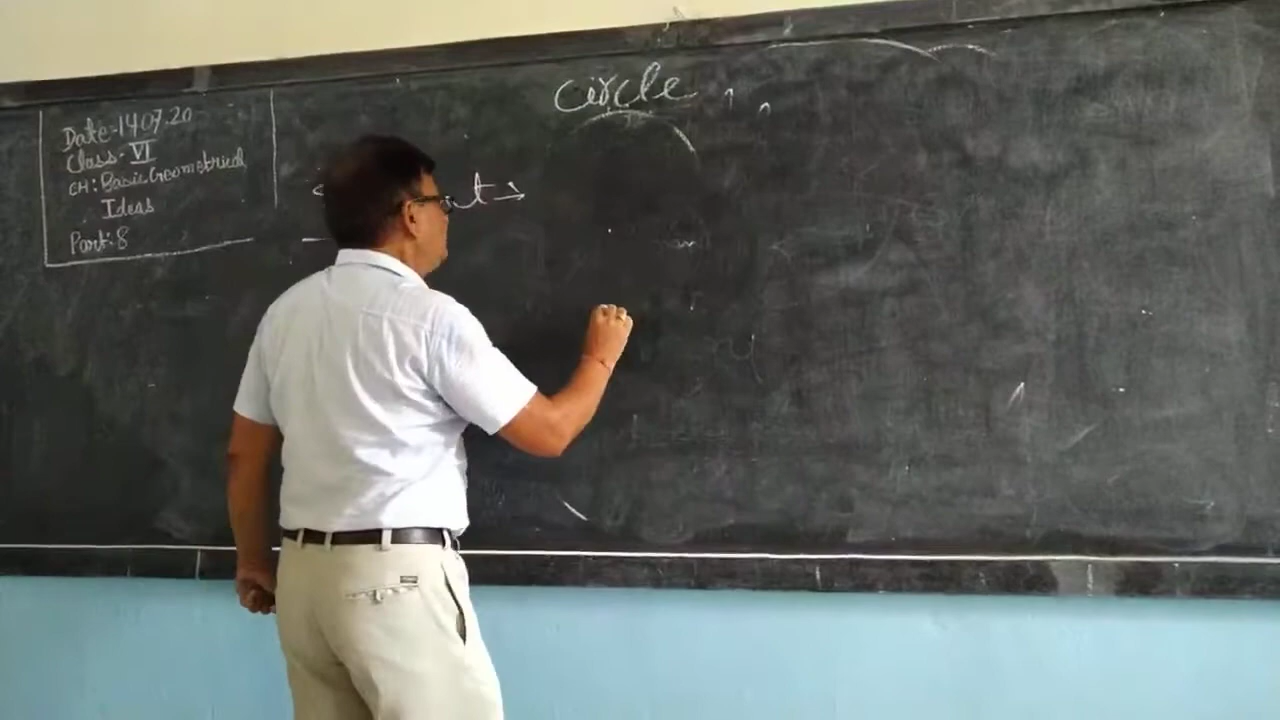 circle
Date-14 07.20
Class-VI
CH: Basic Geometrical
Ideas
Part: 8